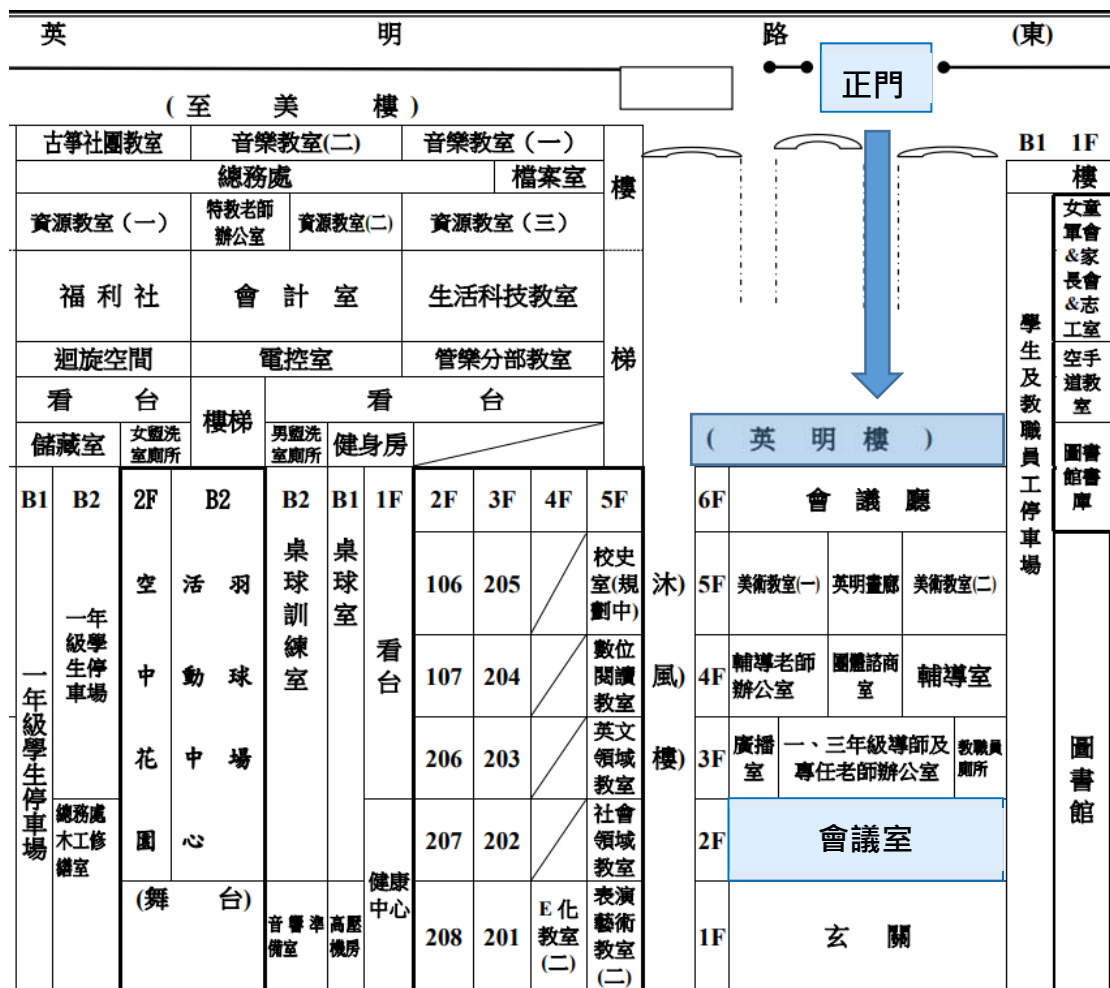 英 明 路 (東)
正門
( 至 美 樓 )
古箏社團教室 音樂教室(二) 音樂教室（一）
B1 1F
總務處 檔案室
樓
樓
資源教室（一） 特教老師辦公室 資源教室(二) 資源教室（三）
女童軍會&家長會&志工室
福 利 社 會 計 室 生活科技教室
學生及教職員工停車場
迴旋空間 電控室 管樂分部教室 梯
空手道教室
看 台 樓梯 看 台
( 英 明 樓 )
儲藏室 女盥洗室廁所 男盥洗室廁所 健身房
圖書館書庫
B1 B2 2F B2 B2 B1 1F 2F 3F 4F 5F
6F 會 議 廳
一年級學生停車場
一年級學生停車場
總務處木工修繕室
空中花園
活動中心
羽球場
(舞 台)
桌球訓練室
音響準備室
桌球室
高壓機房
看台
健康中心
106 205 校史室(規劃中)
107 204 數位閱讀教室
206 203 英文領域教室
207 202 社會領域教室
208 201 E化教室(二) 表演藝術教室(二)
沐風樓)))
5F 美術教室(一) 英明畫廊 美術教室(二)
4F 輔導老師辦公室 團體諮商室 輔導室
3F 廣播室 一、三年級導師及專任老師辦公室 教職員廁所
2F 會議室
1F 玄 關
圖書館